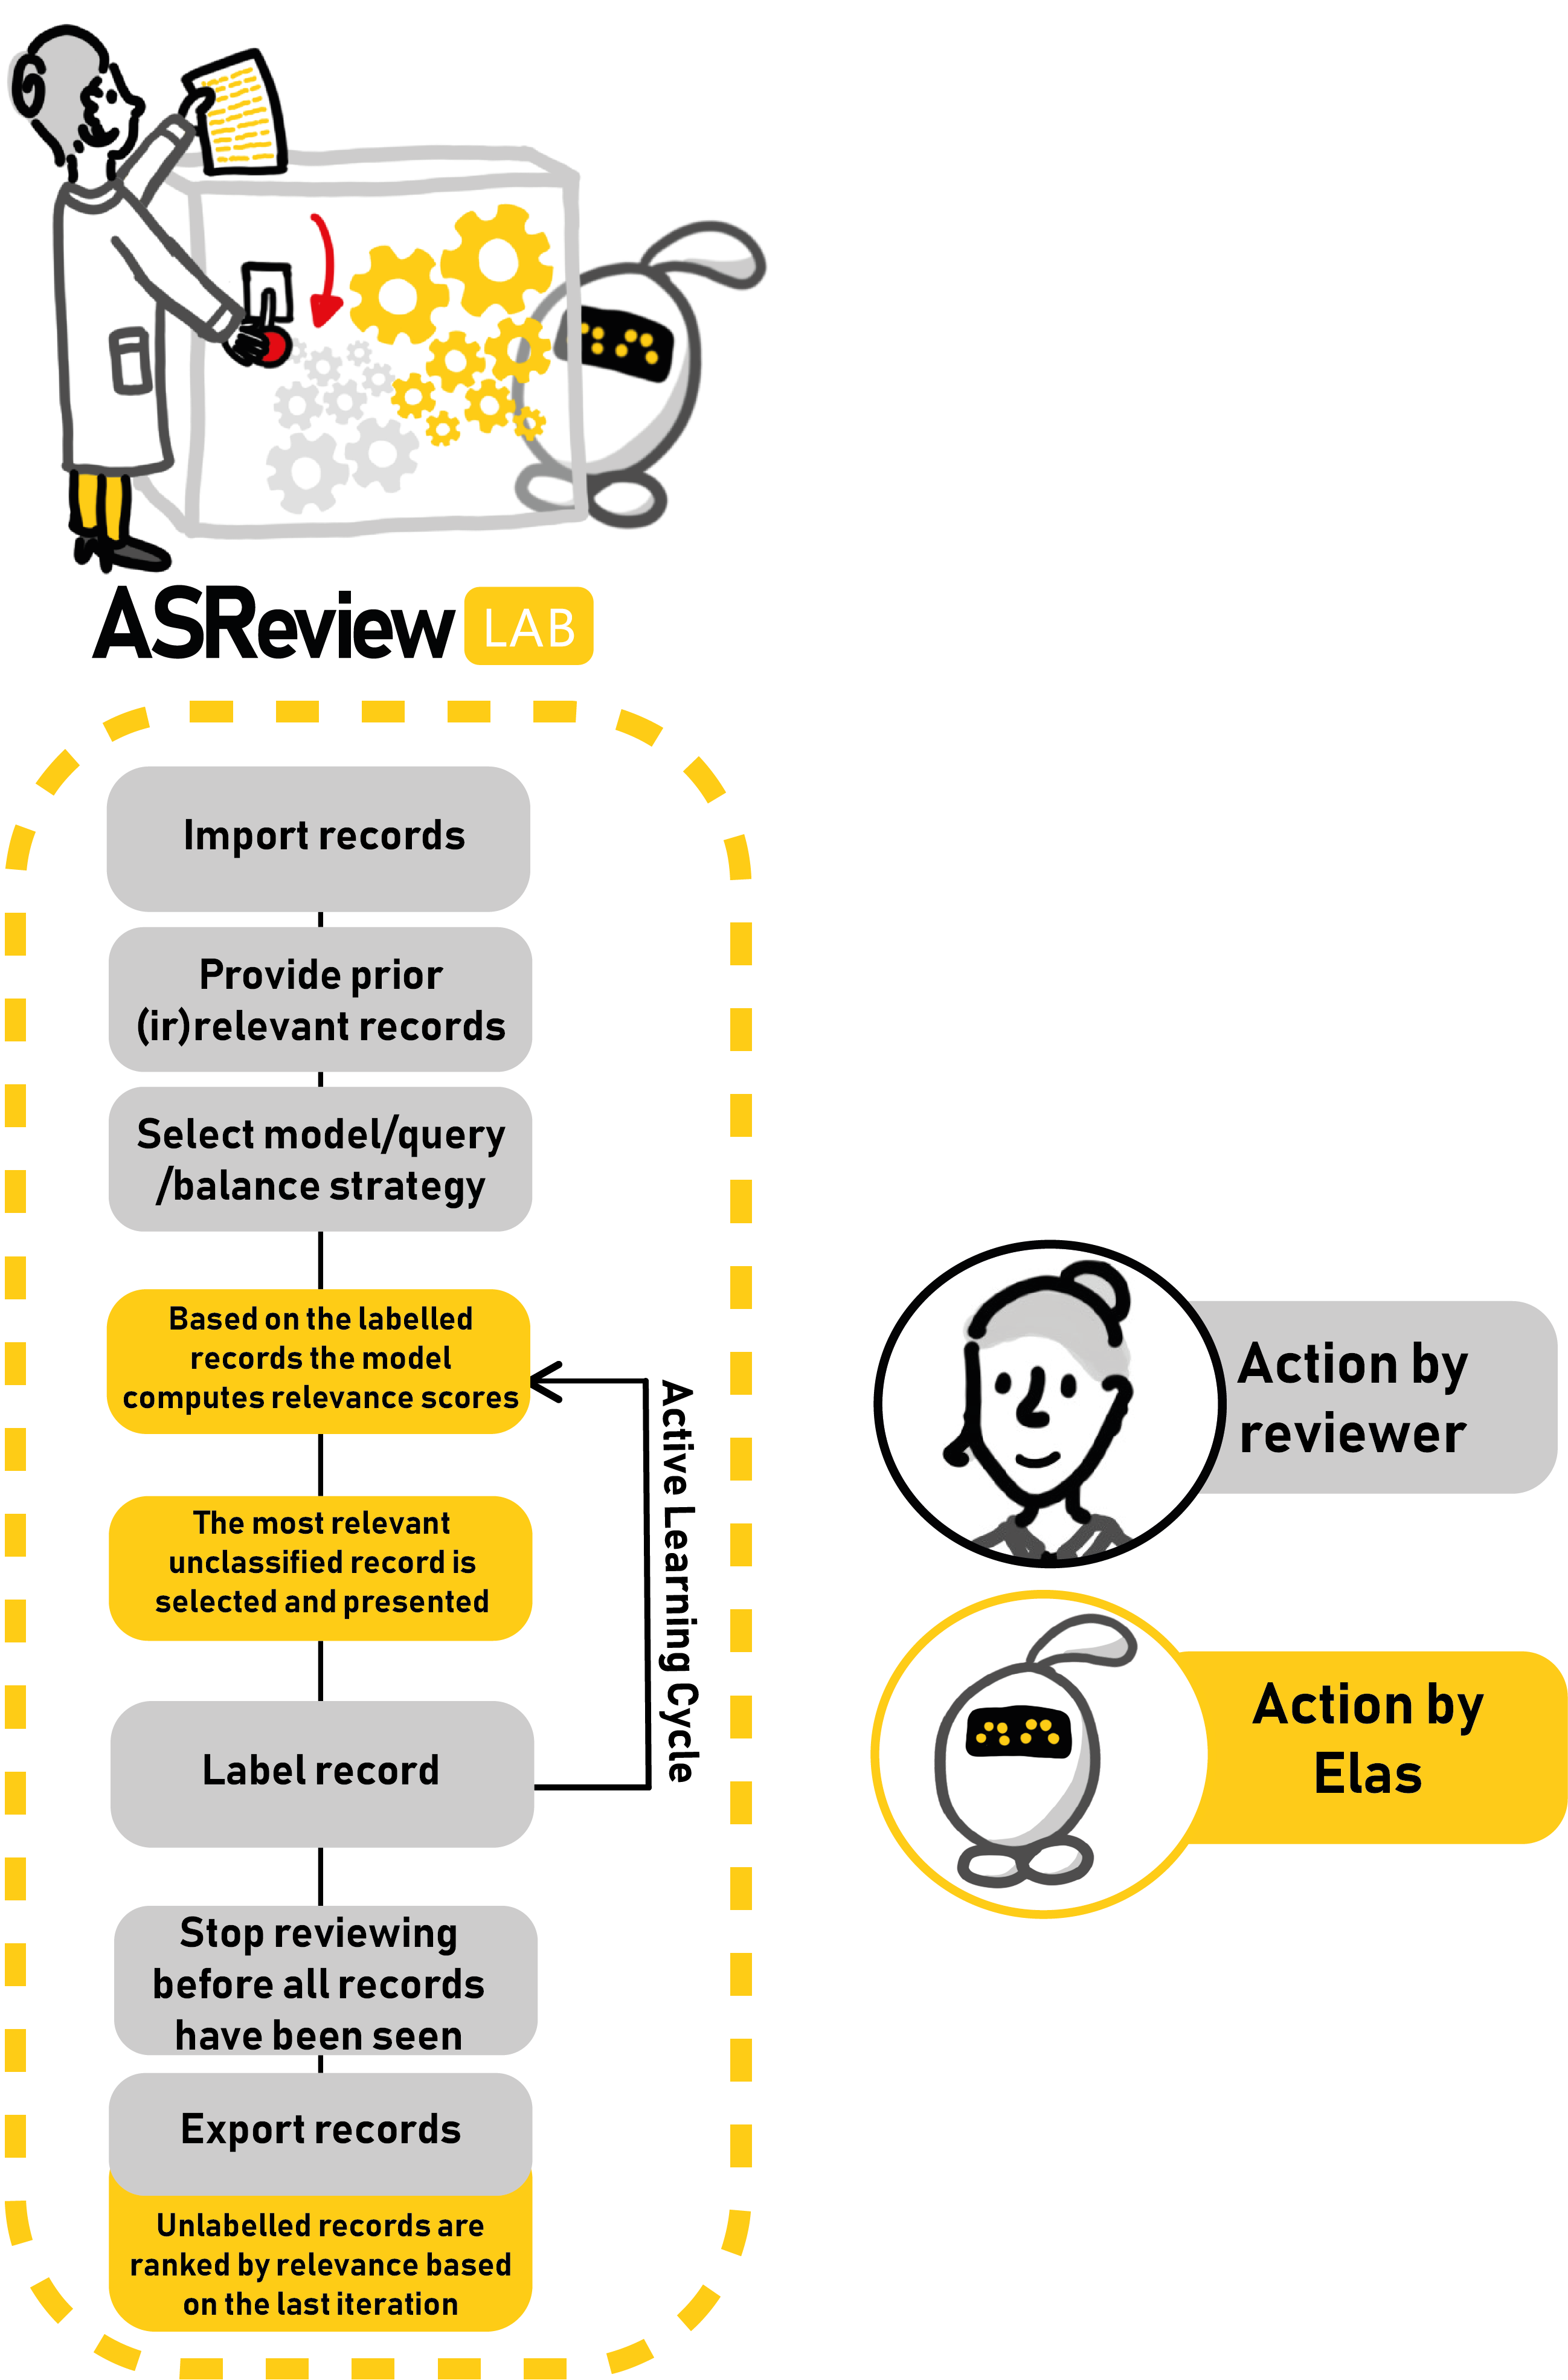 ASReview LAB
Import records
Provide prior
(ir)relevant records
Select model/query
/balance strategy
Based on the labelled
records the model
computes relevance scores
The most relevant
unclassified record is
selected and presented
Label record
Active Learning Cycle
Stop reviewing
before all records
have been seen
Export records
Unlabelled records are
ranked by relevance based
on the last iteration
Action by
reviewer
Action by
Elas